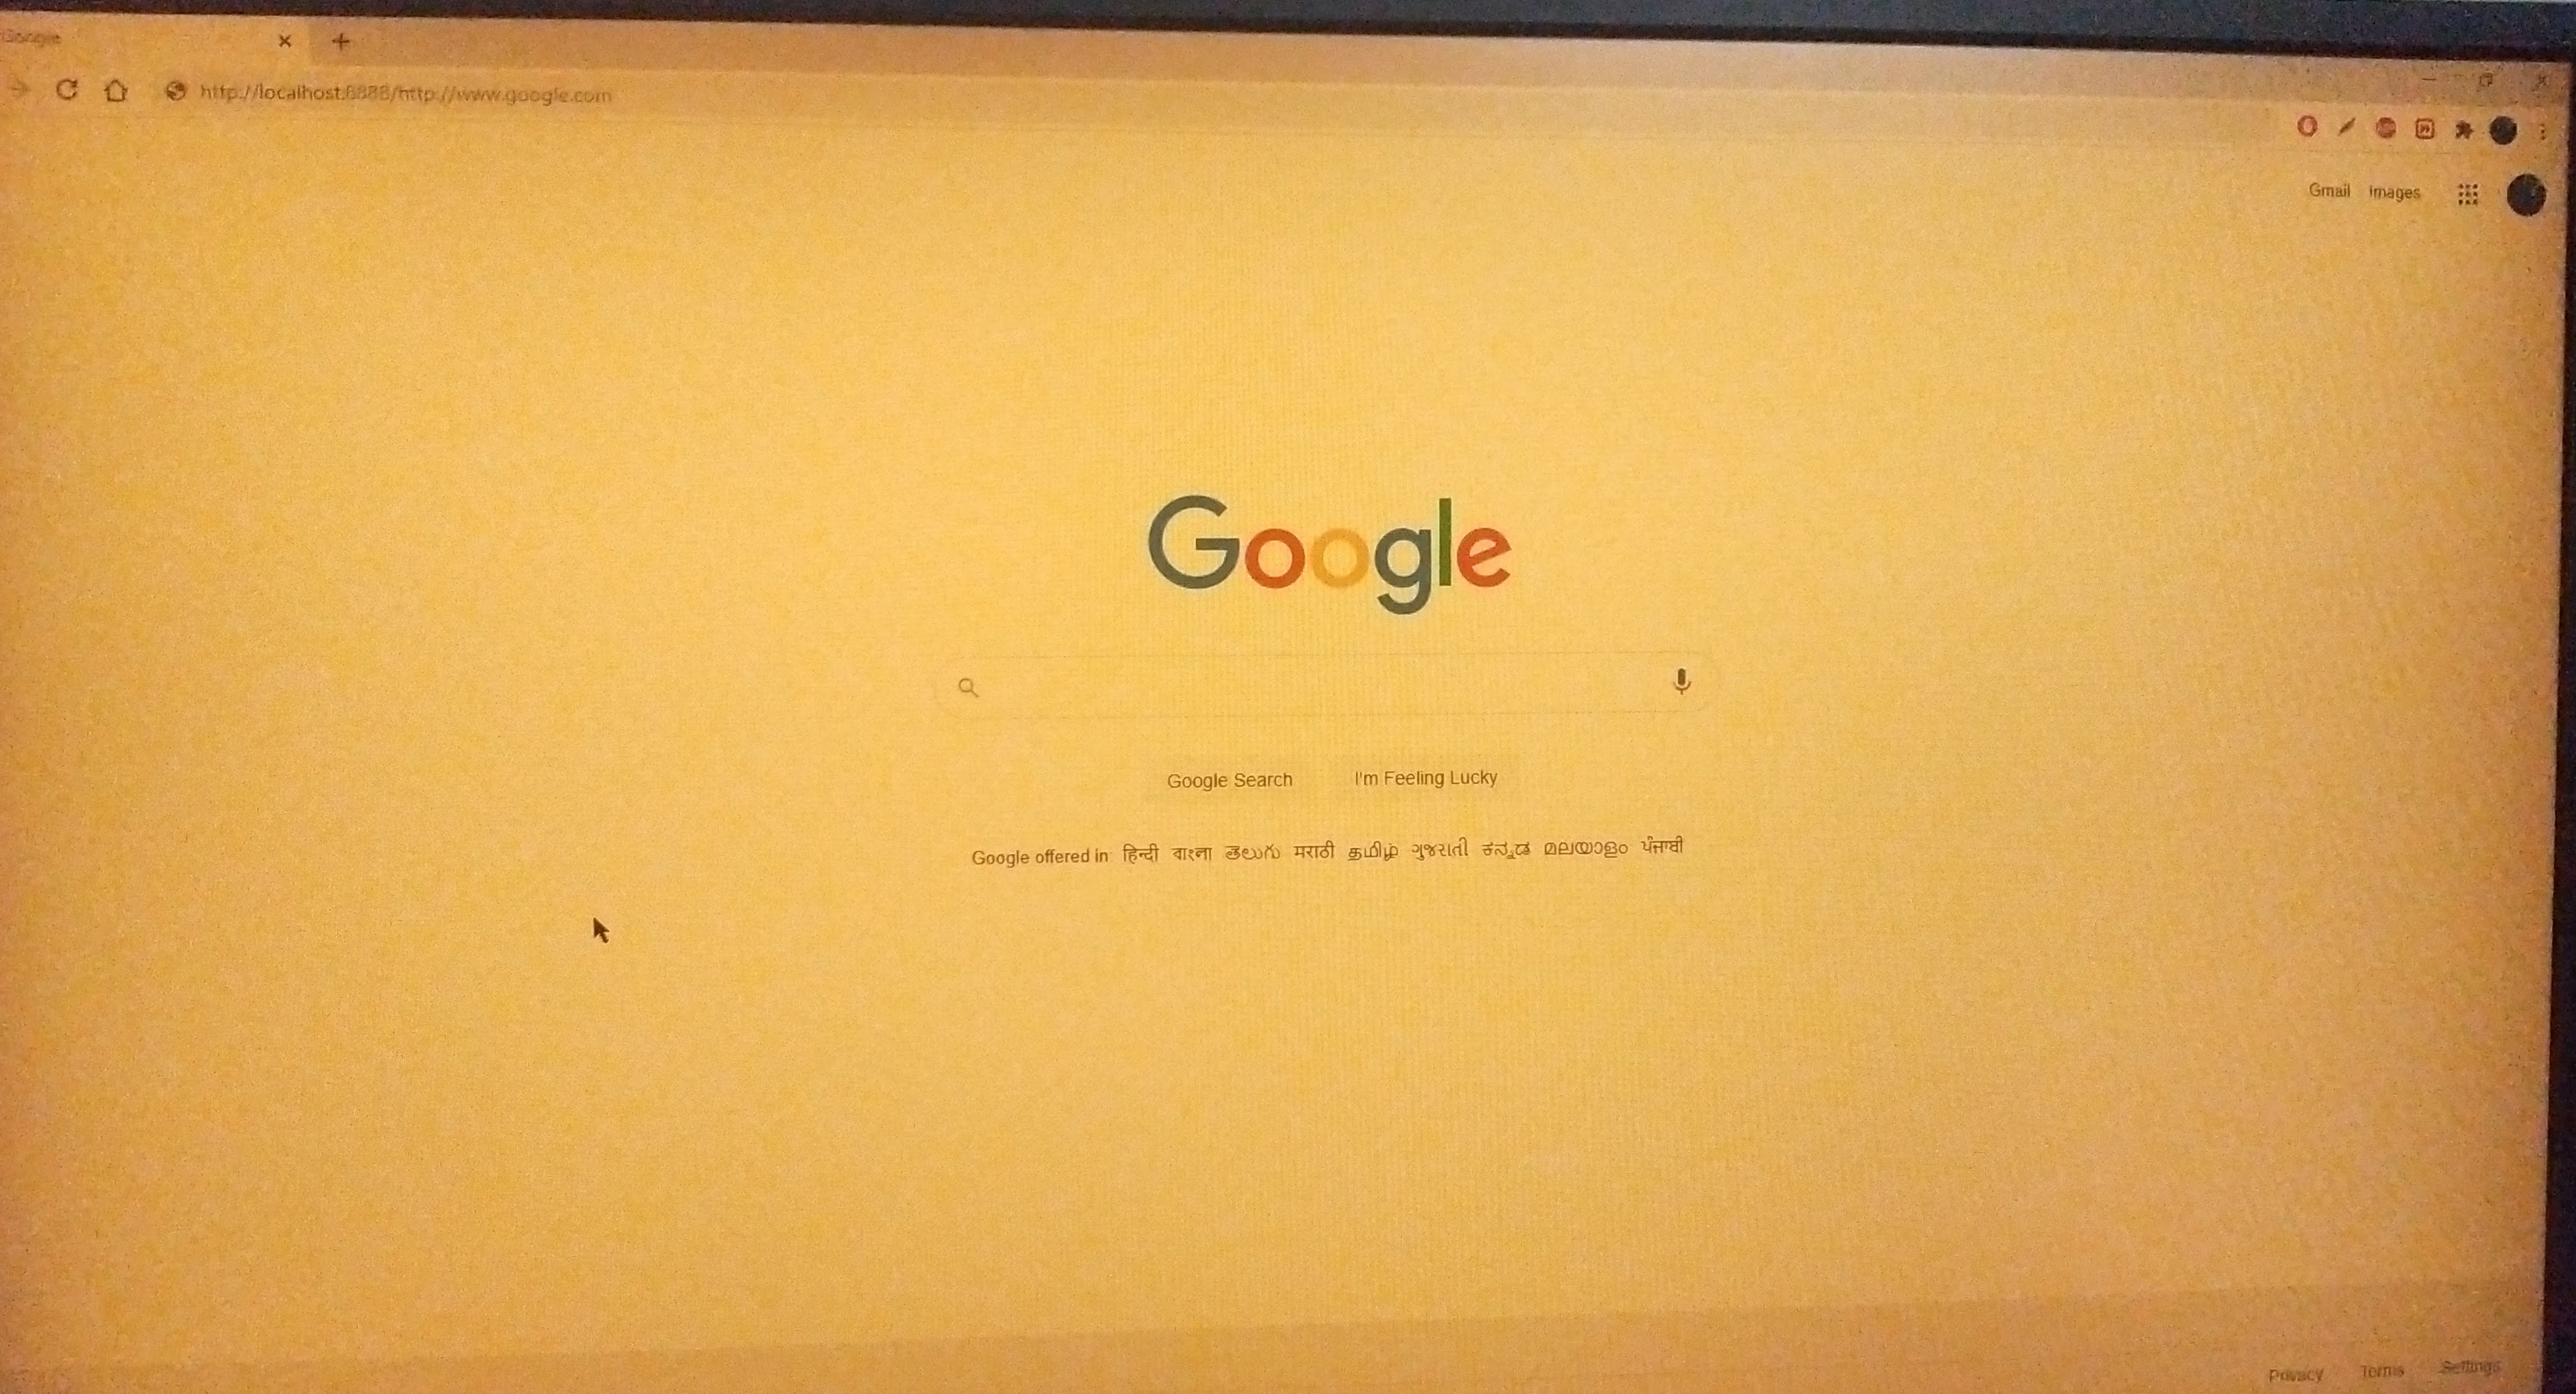 Google
http://localhost:8888/http://www.google.com
Gmail Images
Google
Google Search I'm Feeling Lucky
Google offered in: हिन्दी বাংলা తెలుగు मराठी தமிழ் ગુજરાતી ಕನ್ನಡ മലയാളം ਪੰਜਾਬੀ
Privacy Terms Settings